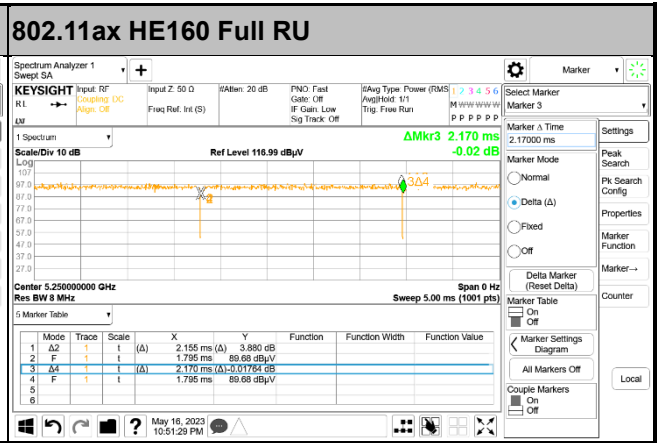 802.11ax HE160 Full RU
Spectrum Analyzer 1
Swept SA
+
Marker
KEYSIGHT
RL
LXI
Input: RF
Coupling: DC
Align: Off
Input Z: 50 Ω
Freq Ref: Int (S)
#Atten: 20 dB
PNO: Fast
Gate: Off
IF Gain: Low
Sig Track: Off
#Avg Type: Power (RMS
Avg|Hold: 1/1
Trig: Free Run
1 2 3 4 5 6
M W W W W W
P P P P P P
Select Marker
Marker 3
1 Spectrum
ΔMkr3 2.170 ms
-0.02 dB
Scale/Div 10 dB
Ref Level 116.99 dBµV
Log
107
97.0
87.0
77.0
67.0
57.0
47.0
37.0
27.0
3Δ4
Center 5.250000000 GHz
Span 0 Hz
Res BW 8 MHz
Sweep 5.00 ms (1001 pts)
5 Marker Table
Mode Trace Scale X Y Function Function Width Function Value
1 Δ2 1 t (Δ) 2.155 ms (Δ) 3.880 dB
2 F 1 t 1.795 ms 89.68 dBµV
3 Δ4 1 t (Δ) 2.170 ms (Δ) -0.01764 dB
4 F 1 t 1.795 ms 89.68 dBµV
5
6
Marker Δ Time
2.17000 ms
Marker Mode
Normal
Delta (Δ)
Fixed
Off
Delta Marker
(Reset Delta)
Marker Table
On
Off
Marker Settings
Diagram
All Markers Off
Couple Markers
On
Off
Settings
Peak
Search
Pk Search
Config
Properties
Marker
Function
Marker→
Counter
Local
?
May 16, 2023
10:51:29 PM